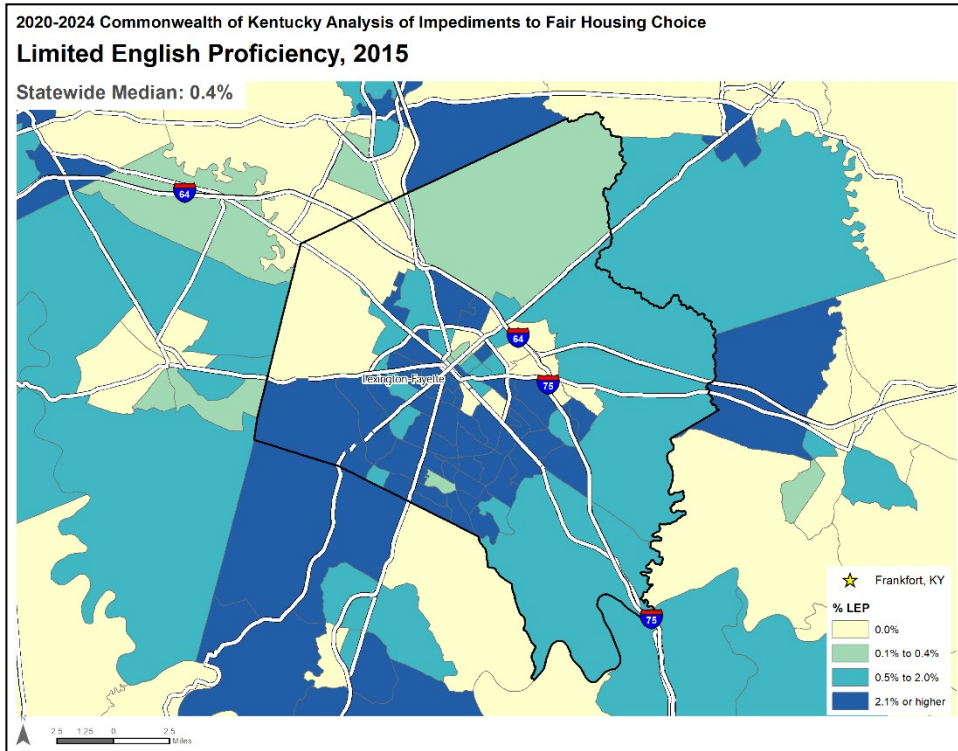 2020-2024 Commonwealth of Kentucky Analysis of Impediments to Fair Housing Choice
Limited English Proficiency, 2015
Statewide Median: 0.4%
64
64
Lexington-Fayette
75
Frankfort, KY
% LEP
0.0%
75
0.1% to 0.4%
0.5% to 2.0%
2.1% or higher
N
2.5 1.25 0 2.5
Miles